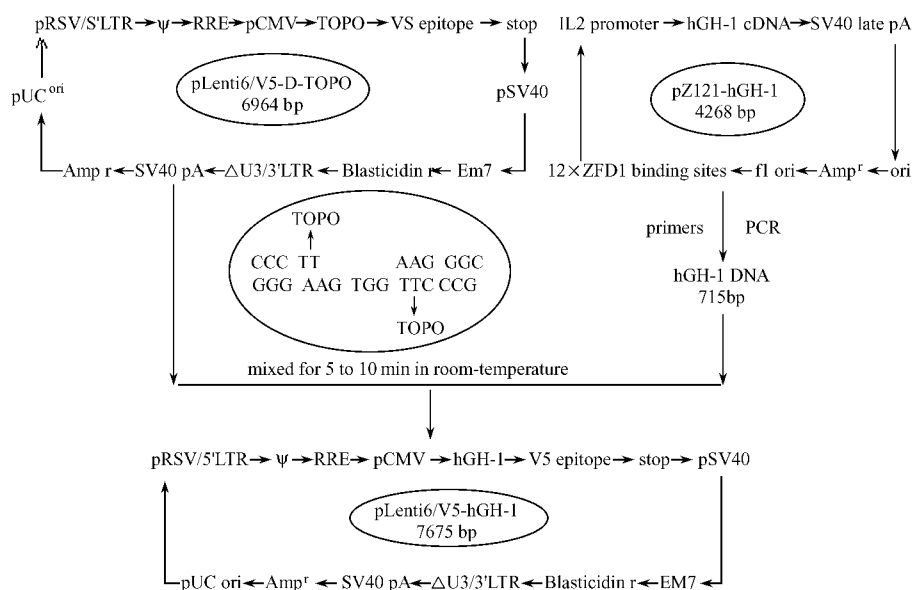 pRSV/S'LTR → ψ → RRE → pCMV → TOPO → VS epitope → stop
IL2 promoter → hGH-1 cDNA → SV40 late pA
pLenti6/V5-D-TOPO
6964 bp
pUC ori
pSV40
pZ121-hGH-1
4268 bp
Amp r ← SV40 pA ← △U3/3'LTR ← Blasticidin r ← Em7
12×ZFD1 binding sites ← f1 ori ← Amp r ← ori
TOPO
CCC TT AAG GGC
GGG AAG TGG TTC CCG
TOPO
primers PCR
hGH-1 DNA
715bp
mixed for 5 to 10 min in room-temperature
pRSV/5'LTR → ψ → RRE → pCMV → hGH-1 → V5 epitope → stop → pSV40
pLenti6/V5-hGH-1
7675 bp
pUC ori ← Amp r ← SV40 pA ← △U3/3'LTR ← Blasticidin r ← EM7